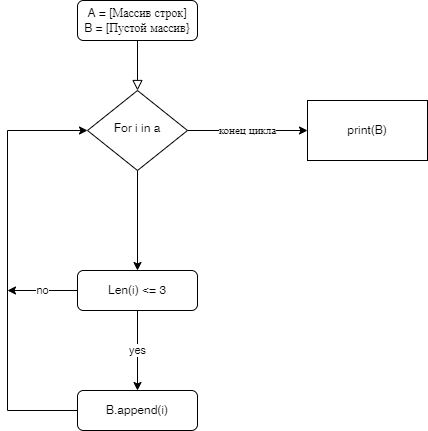 A = [Массив строк]
B = [Пустой массив}
For i in a
конец цикла
print(B)
Len(i) <= 3
no
yes
B.append(i)